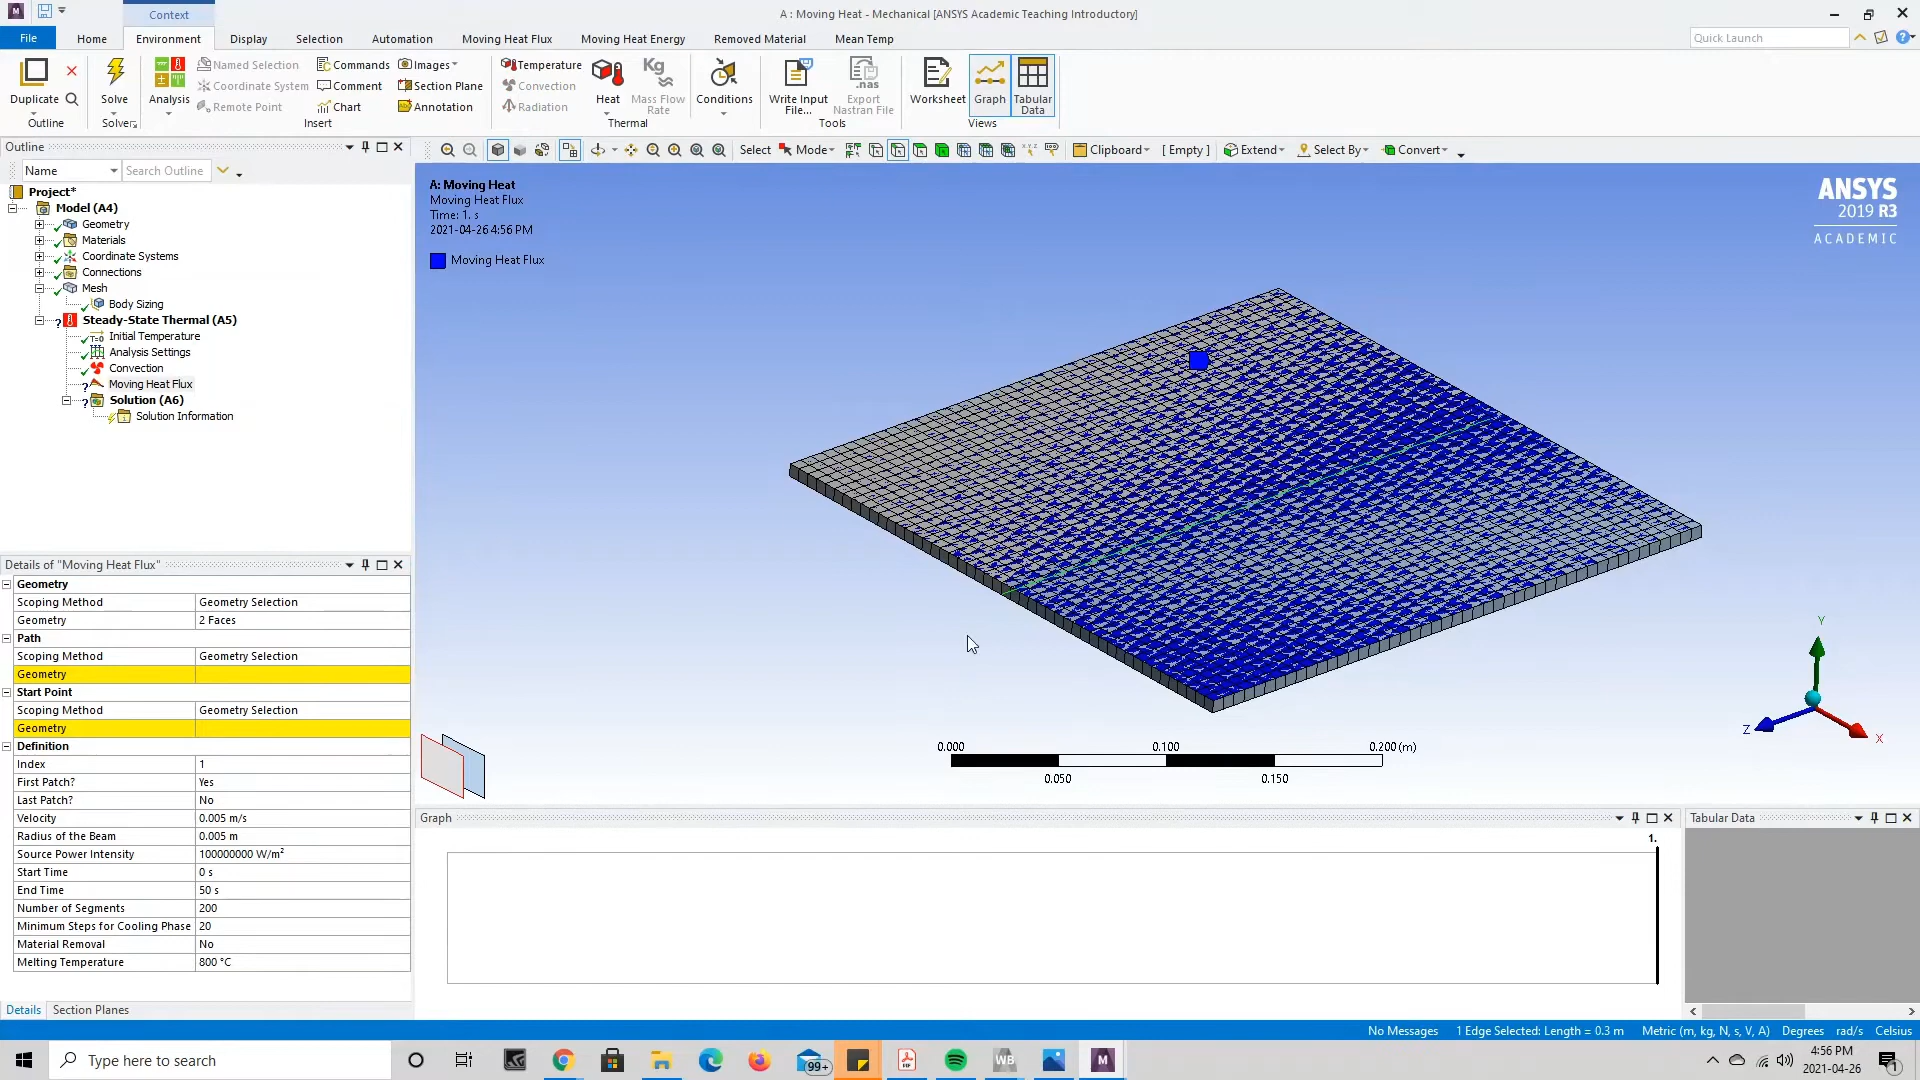 Context
A : Moving Heat - Mechanical [ANSYS Academic Teaching Introductory]
File
Home
Environment
Display
Selection
Automation
Moving Heat Flux
Moving Heat Energy
Removed Material
Mean Temp
Quick Launch
Duplicate
Outline
Solve
Solver
Analysis
Named Selection
Coordinate System
Remote Point
Commands
Comment
Chart
Images
Section Plane
Annotation
Insert
Temperature
Convection
Radiation
Heat
Kg
Mass Flow
Rate
Conditions
Thermal
Write Input
File...
.nas
Export
Nastran File
Tools
Worksheet
Graph
Tabular
Data
Views
Outline
Select
Mode
Clipboard
[ Empty ]
Extend
Select By
Convert
Name
Search Outline
Project*
Model (A4)
Geometry
Materials
Coordinate Systems
Connections
Mesh
Body Sizing
Steady-State Thermal (A5)
Initial Temperature
Analysis Settings
Convection
Moving Heat Flux
Solution (A6)
Solution Information
A: Moving Heat
Moving Heat Flux
Time: 1. s
2021-04-26 4:56 PM
Moving Heat Flux
ANSYS
2019 R3
ACADEMIC
Y
Z
X
0.000
0.100
0.200 (m)
0.050
0.150
Details of "Moving Heat Flux"
Geometry
Scoping Method Geometry Selection
Geometry 2 Faces
Path
Scoping Method Geometry Selection
Geometry
Start Point
Scoping Method Geometry Selection
Geometry
Definition
Index 1
First Patch? Yes
Last Patch? No
Velocity 0.005 m/s
Radius of the Beam 0.005 m
Source Power Intensity 100000000 W/m²
Start Time 0 s
End Time 50 s
Number of Segments 200
Minimum Steps for Cooling Phase 20
Material Removal No
Melting Temperature 800 °C
Details
Section Planes
Graph
1.
Tabular Data
No Messages
1 Edge Selected: Length = 0.3 m
Metric (m, kg, N, s, V, A)
Degrees
rad/s
Celsius
Type here to search
99+
WB
M
4:56 PM
2021-04-26
1